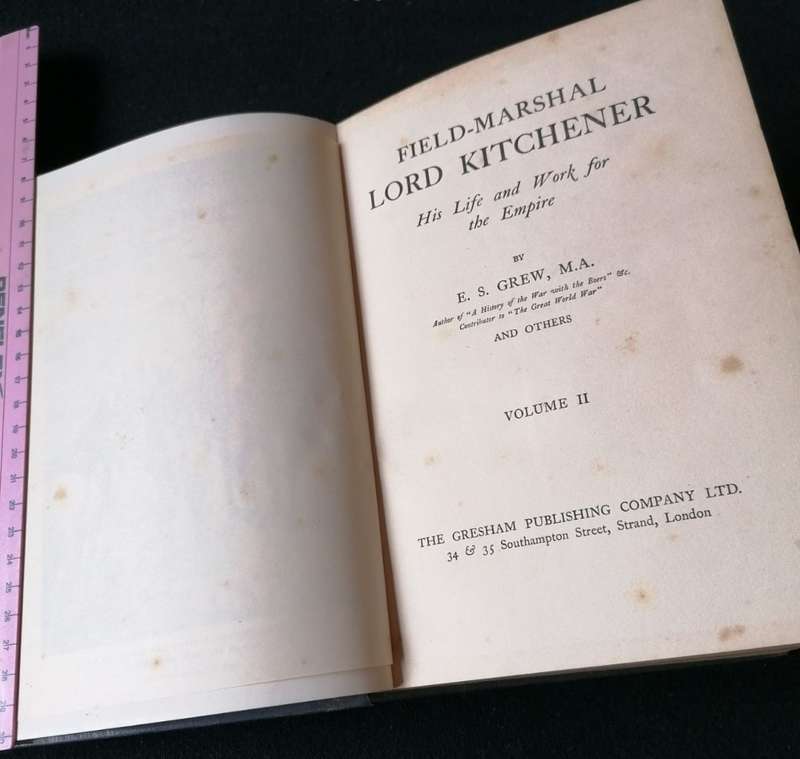 FIELD-MARSHAL
LORD KITCHENER
His Life and Work for
the Empire
BY
E. S. GREW, M.A.
Author of "A History of the War with the Boers" &c.
Contributor to "The Great World War"
AND OTHERS
VOLUME II
THE GRESHAM PUBLISHING COMPANY LTD.
34 & 35 Southampton Street, Strand, London